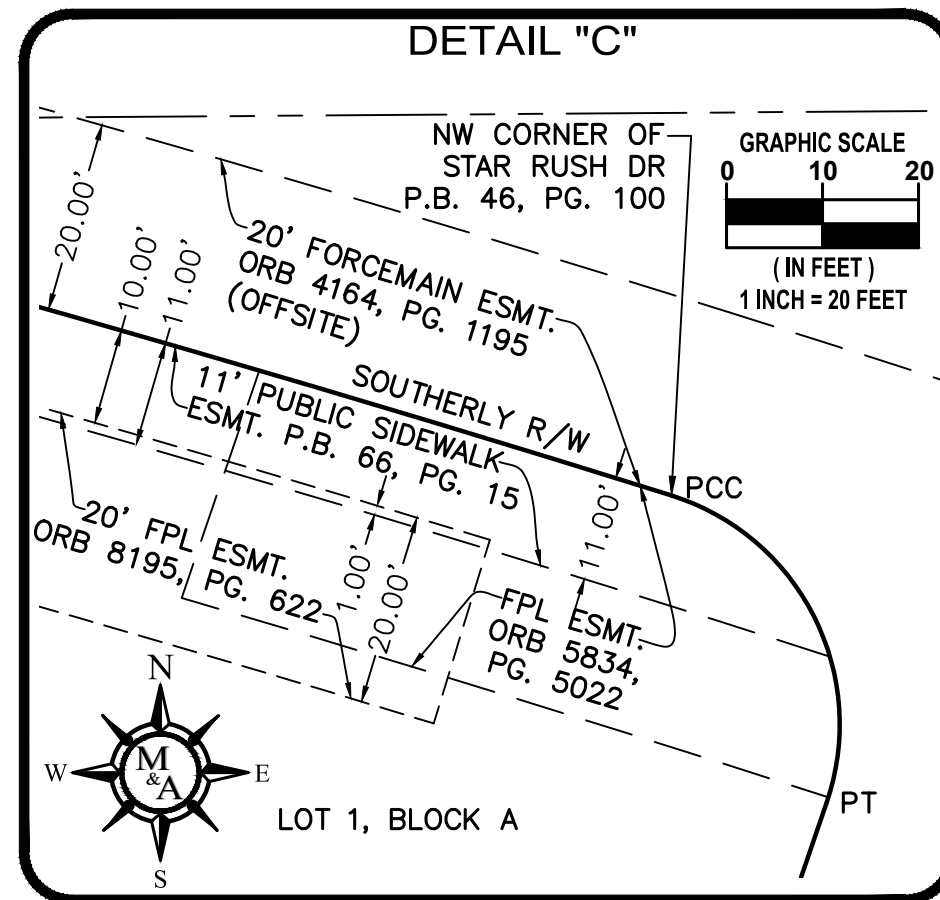 DETAIL "C"
NW CORNER OF
STAR RUSH DR
P.B. 46, PG. 100
GRAPHIC SCALE
0 10 20
( IN FEET )
1 INCH = 20 FEET
20.00'
10.00'
11.00'
20' FORCEMAIN ESMT.
ORB 4164, PG. 1195
(OFFSITE)
SOUTHERLY R/W
11' PUBLIC SIDEWALK
ESMT. P.B. 66, PG. 15
PCC
11.00'
20' FPL ESMT.
ORB 8195, PG. 622
1.00'
20.00'
FPL ESMT.
ORB 5834,
PG. 5022
N
W
E
S
M
&
A
LOT 1, BLOCK A
PT